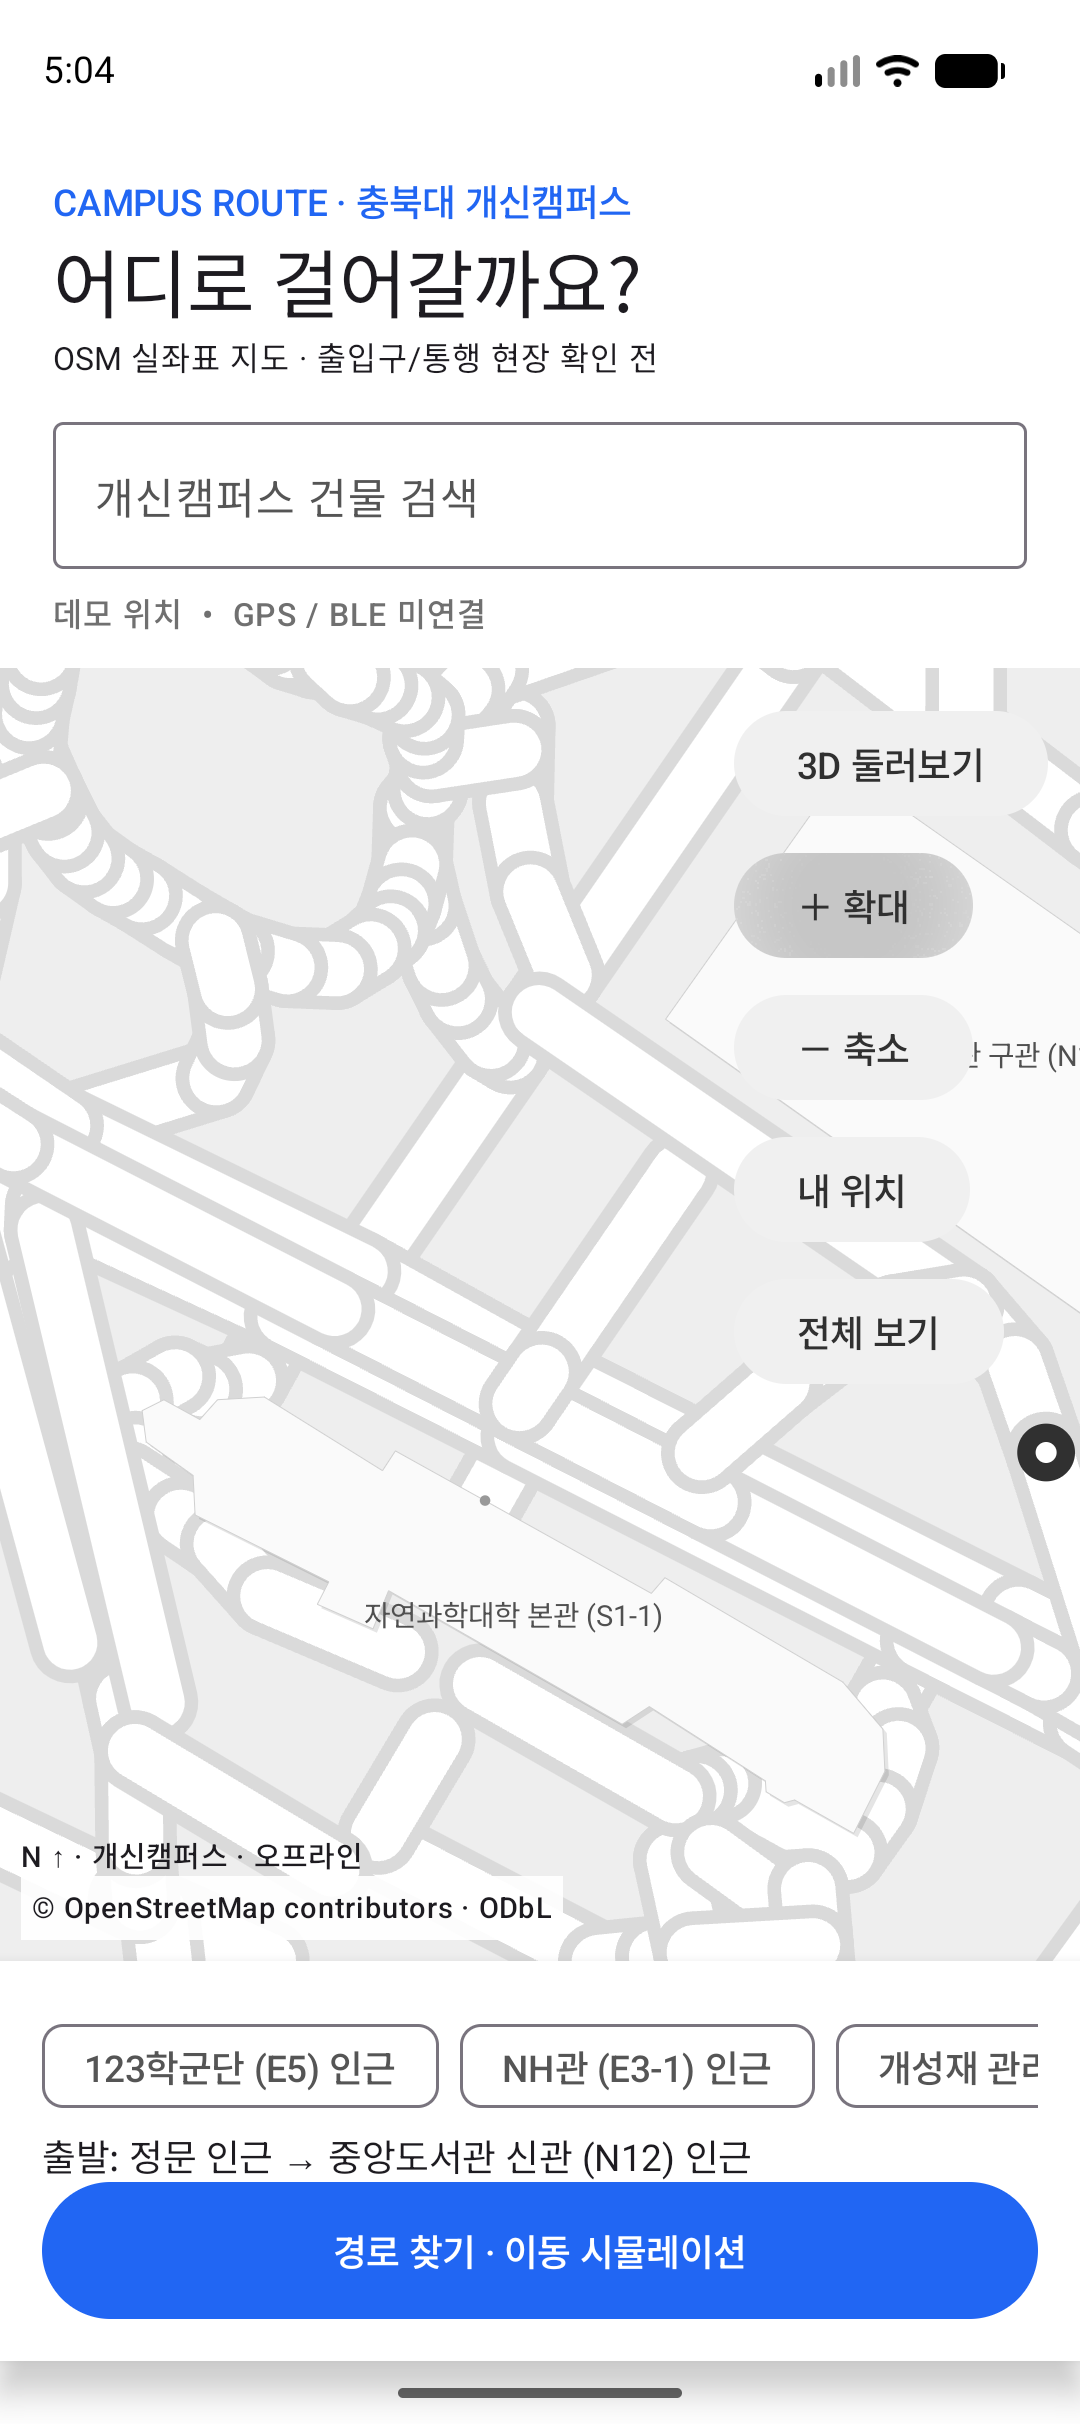 5:04
CAMPUS ROUTE · 충북대 개신캠퍼스
어디로 걸어갈까요?
OSM 실좌표 지도 · 출입구/통행 현장 확인 전
개신캠퍼스 건물 검색
데모 위치 • GPS / BLE 미연결
3D 둘러보기
+ 확대
− 축소
구관 (N
내 위치
전체 보기
자연과학대학 본관 (S1-1)
N ↑ · 개신캠퍼스 · 오프라인
© OpenStreetMap contributors · ODbL
123학군단 (E5) 인근
NH관 (E3-1) 인근
개성재 관리
출발: 정문 인근 → 중앙도서관 신관 (N12) 인근
경로 찾기 · 이동 시뮬레이션